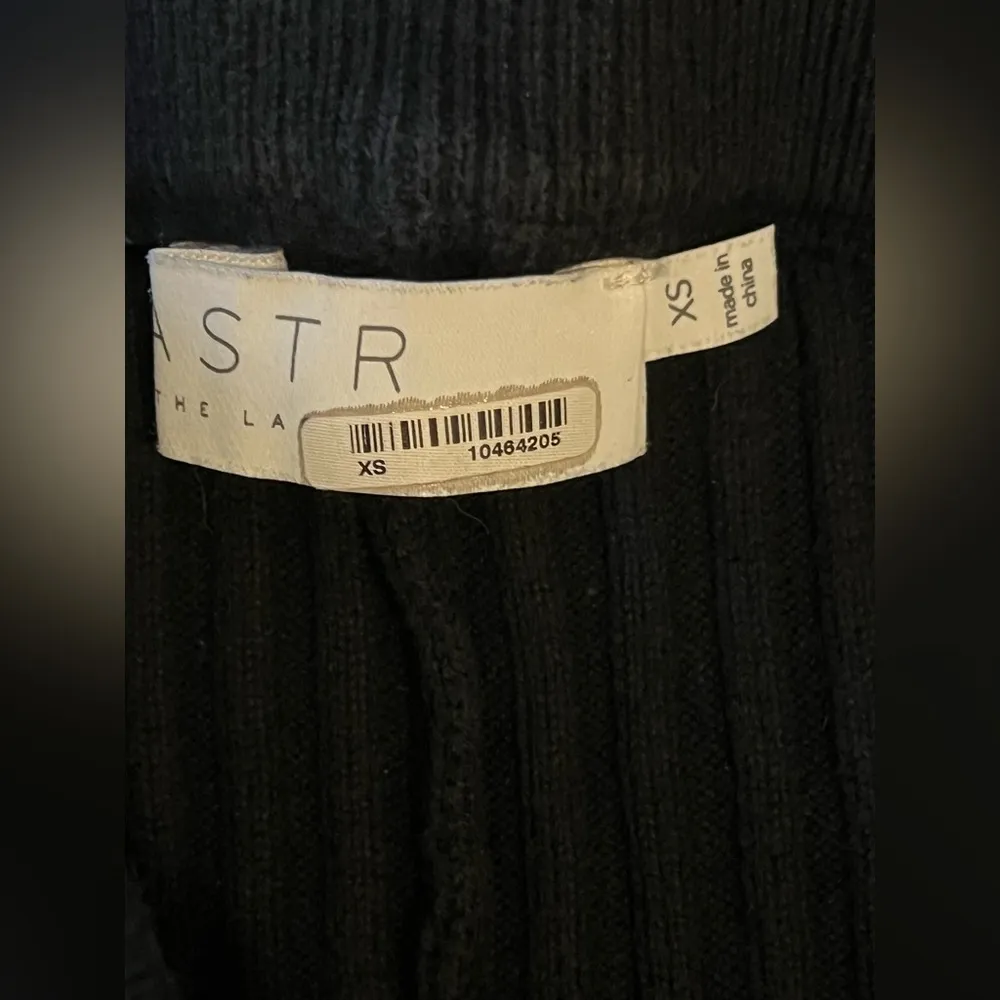 ASTR
THE LA
XS
10464205
XS
made in
china